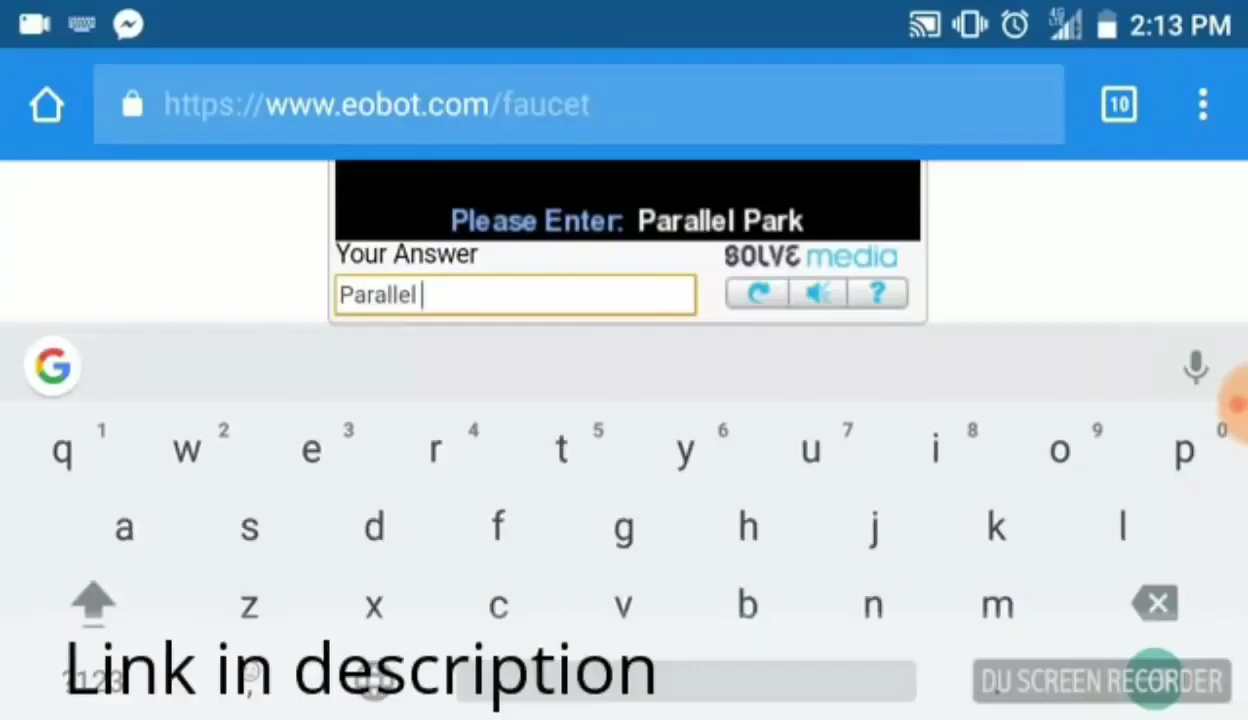 2:13 PM
https://www.eobot.com/faucet
10
Please Enter: Parallel Park
Your Answer
SOLVE media
Parallel
?
1 2 3 4 5 6 7 8 9 0
q w e r t y u i o p
a s d f g h j k l
z x c v b n m
?123
Link in description
DU SCREEN RECORDER